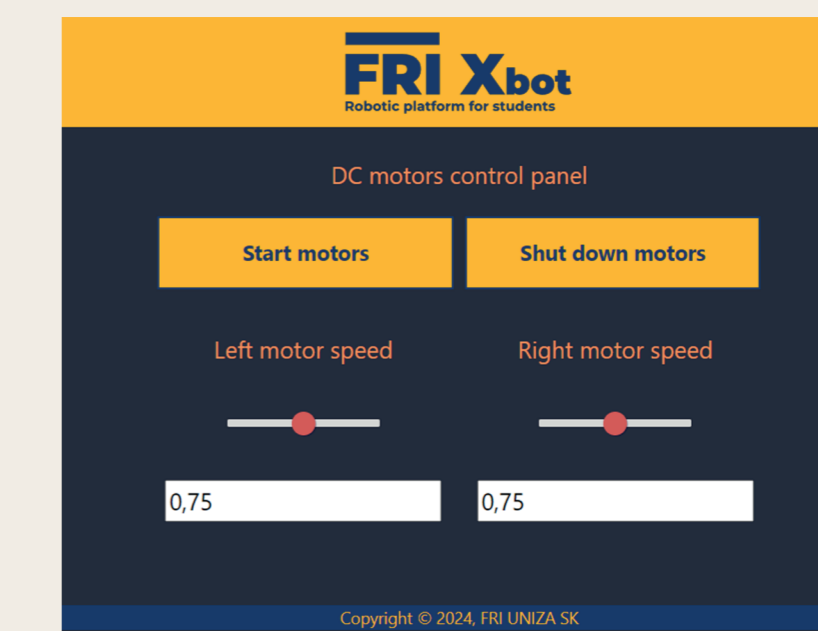 FRI Xbot
Robotic platform for students
DC motors control panel
Start motors
Shut down motors
Left motor speed
Right motor speed
0,75
0,75
Copyright © 2024, FRI UNIZA SK